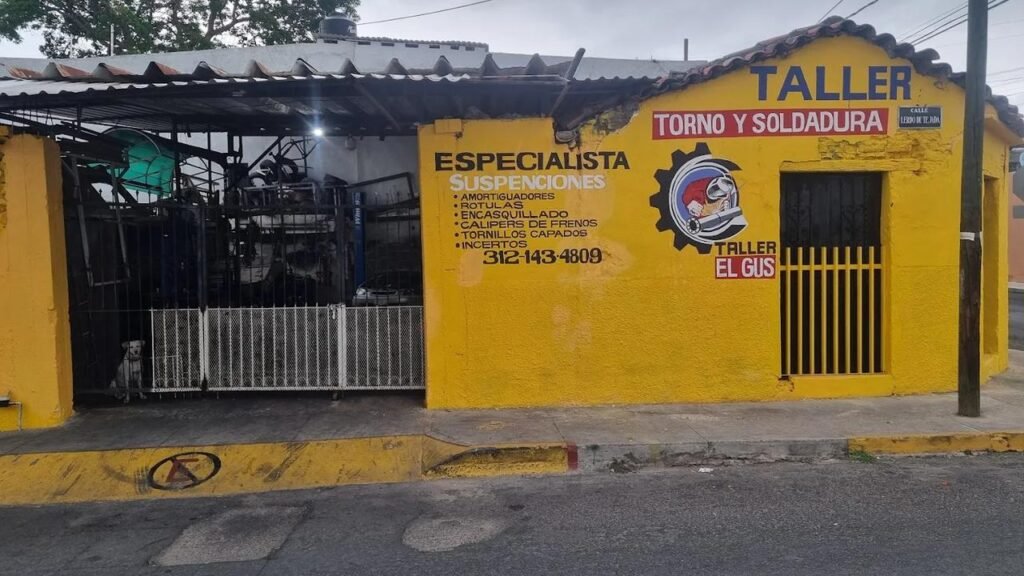 TALLER
TORNO Y SOLDADURA
CALLE
LERDO DE TEJADA
ESPECIALISTA
SUSPENCIONES
• AMORTIGUADORES
• ROTULAS
• ENCASQUILLADO
• CALIPERS DE FRENOS
• TORNILLOS CAPADOS
• INCERTOS
312-143-4809
TALLER
EL GUS